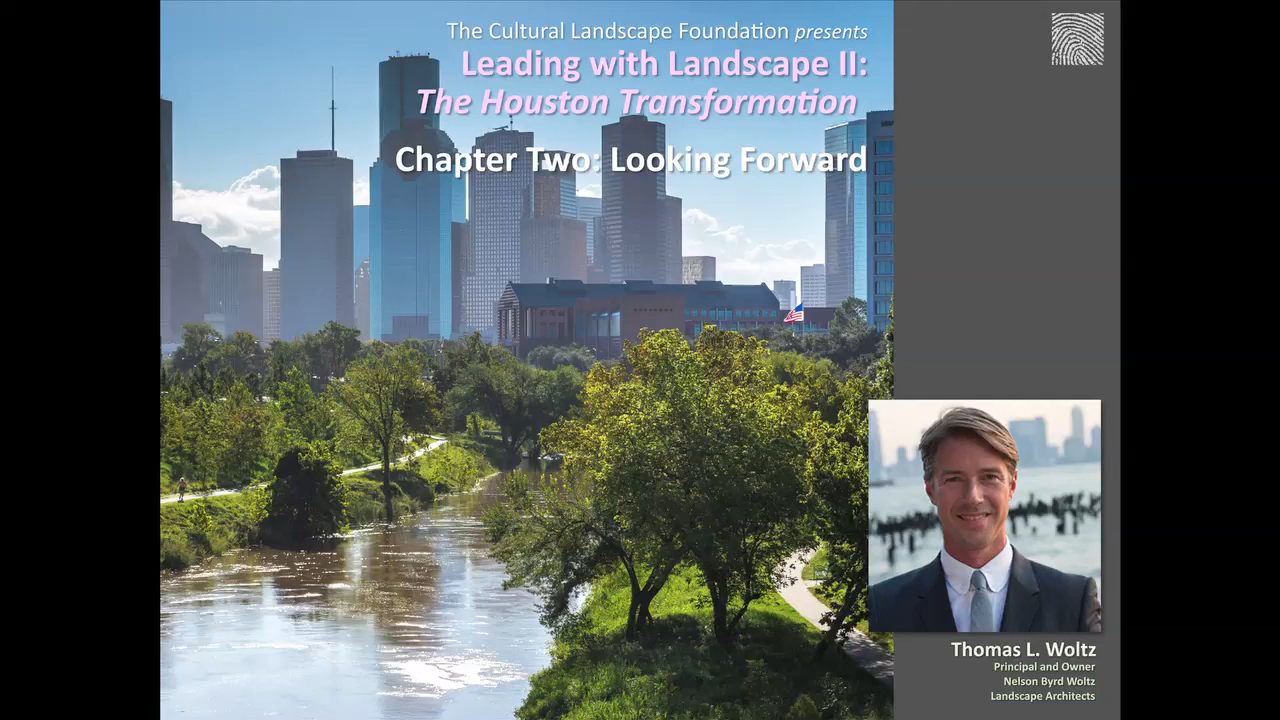 The Cultural Landscape Foundation presents
Leading with Landscape II:
The Houston Transformation
Chapter Two: Looking Forward
Thomas L. Woltz
Principal and Owner
Nelson Byrd Woltz
Landscape Architects